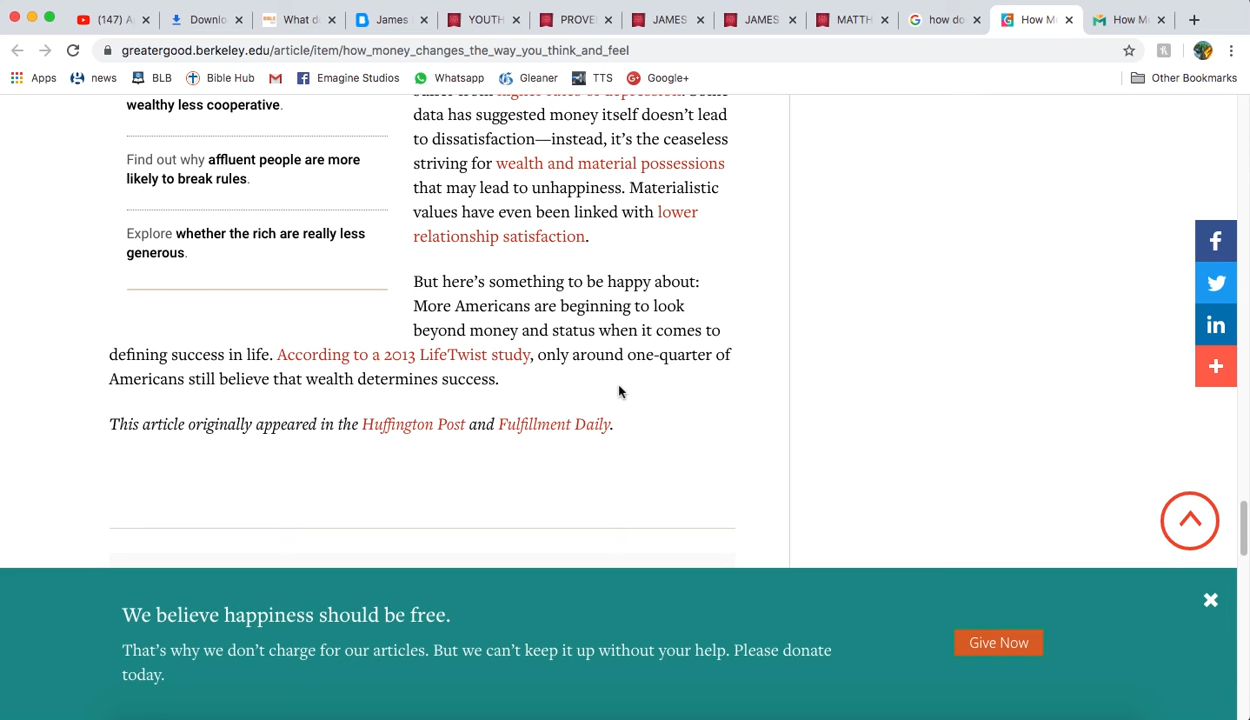 (147) A
Downlo
What d
James
YOUTH
PROVE
JAMES
JAMES
MATTH
how do
How M
How M
greatergood.berkeley.edu/article/item/how_money_changes_the_way_you_think_and_feel
Apps
news
BLB
Bible Hub
Emagine Studios
Whatsapp
Gleaner
TTS
Google+
Other Bookmarks
wealthy less cooperative.
Find out why affluent people are more
likely to break rules.
Explore whether the rich are really less
generous.
data has suggested money itself doesn't lead
to dissatisfaction—instead, it's the ceaseless
striving for wealth and material possessions
that may lead to unhappiness. Materialistic
values have even been linked with lower
relationship satisfaction.
But here's something to be happy about:
More Americans are beginning to look
beyond money and status when it comes to
defining success in life. According to a 2013 LifeTwist study, only around one-quarter of
Americans still believe that wealth determines success.
This article originally appeared in the Huffington Post and Fulfillment Daily.
We believe happiness should be free.
That's why we don't charge for our articles. But we can't keep it up without your help. Please donate
today.
Give Now